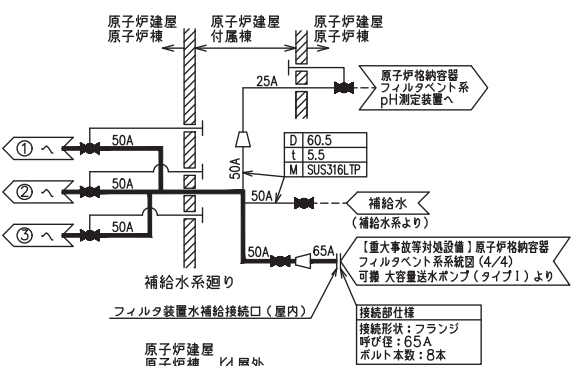 原子炉建屋
原子炉棟
原子炉建屋
付属棟
原子炉建屋
原子炉棟
25A
原子炉格納容器
フィルタベント系
pH測定装置へ
① へ
50A
② へ
50A
③ へ
50A
50A
D 60.5
t 5.5
M SUS316LTP
50A
補給水
(補給水系より)
50A
65A
【重大事故等対処設備】原子炉格納容器
フィルタベント系系統図(4/4)
可搬 大容量送水ポンプ(タイプⅠ)より
補給水系廻り
フィルタ装置水補給接続口(屋内)
接続部仕様
接続形状:フランジ
呼び径:65A
ボルト本数:8本
原子炉建屋
原子炉棟
屋外